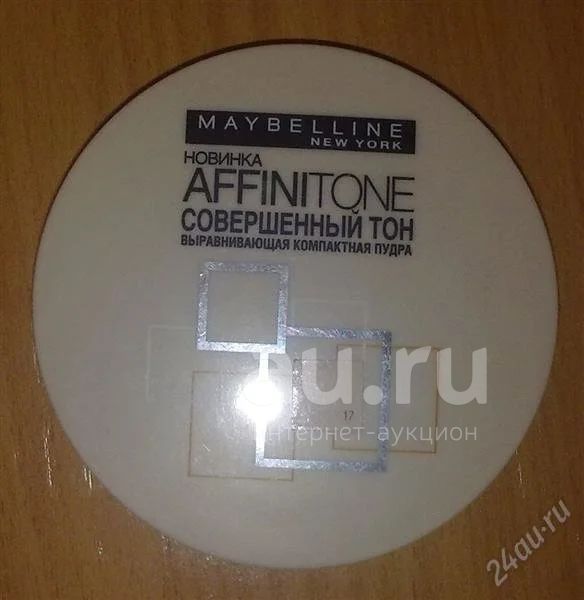 MAYBELLINE
NEW YORK
НОВИНКА
AFFINITONE
СОВЕРШЕННЫЙ ТОН
ВЫРАВНИВАЮЩАЯ КОМПАКТНАЯ ПУДРА
au.ru
17
интернет-аукцион
24au.ru